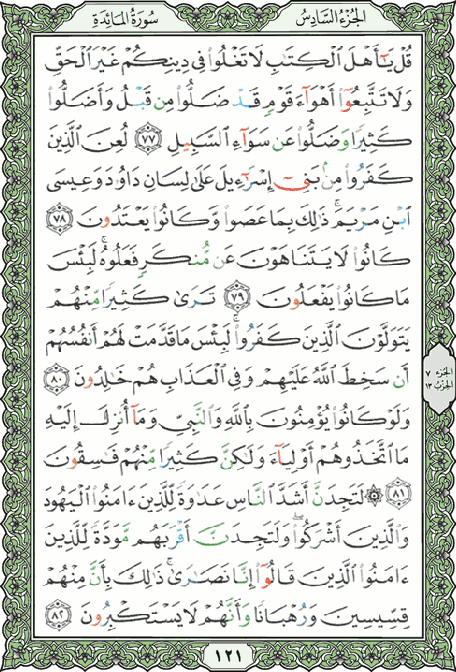 الجزء السادس
سورة المائدة
قُلْ يَٰٓأَهْلَ ٱلْكِتَٰبِ لَا تَغْلُوا۟ فِى دِينِكُمْ غَيْرَ ٱلْحَقِّ
وَلَا تَتَّبِعُوٓا۟ أَهْوَآءَ قَوْمٍ قَدْ ضَلُّوا۟ مِن قَبْلُ وَأَضَلُّوا۟
كَثِيرًا وَضَلُّوا۟ عَن سَوَآءِ ٱلسَّبِيلِ ٧٧ لُعِنَ ٱلَّذِينَ
كَفَرُوا۟ مِنۢ بَنِىٓ إِسْرَٰٓءِيلَ عَلَىٰ لِسَانِ دَاوُۥدَ وَعِيسَى
ٱبْنِ مَرْيَمَ ۚ ذَٰلِكَ بِمَا عَصَوا۟ وَّكَانُوا۟ يَعْتَدُونَ ٧٨
كَانُوا۟ لَا يَتَنَاهَوْنَ عَن مُّنكَرٍ فَعَلُوهُ ۚ لَبِئْسَ
مَا كَانُوا۟ يَفْعَلُونَ ٧٩ تَرَىٰ كَثِيرًا مِّنْهُمْ
يَتَوَلَّوْنَ ٱلَّذِينَ كَفَرُوا۟ ۚ لَبِئْسَ مَا قَدَّمَتْ لَهُمْ أَنفُسُهُمْ
أَن سَخِطَ ٱللَّهُ عَلَيْهِمْ وَفِى ٱلْعَذَابِ هُمْ خَٰلِدُونَ ٨٠
وَلَوْ كَانُوا۟ يُؤْمِنُونَ بِٱللَّهِ وَٱلنَّبِىِّ وَمَآ أُنزِلَ إِلَيْهِ
مَا ٱتَّخَذُوهُمْ أَوْلِيَآءَ وَلَٰكِنَّ كَثِيرًا مِّنْهُمْ فَٰسِقُونَ
٨١ ۞ لَتَجِدَنَّ أَشَدَّ ٱلنَّاسِ عَدَٰوَةً لِّلَّذِينَ ءَامَنُوا۟ ٱلْيَهُودَ
وَٱلَّذِينَ أَشْرَكُوا۟ ۖ وَلَتَجِدَنَّ أَقْرَبَهُم مَّوَدَّةً لِّلَّذِينَ
ءَامَنُوا۟ ٱلَّذِينَ قَالُوٓا۟ إِنَّا نَصَٰرَىٰ ۚ ذَٰلِكَ بِأَنَّ مِنْهُمْ
قِسِّيسِينَ وَرُهْبَانًا وَأَنَّهُمْ لَا يَسْتَكْبِرُونَ ٨٢
الجزء ٧
الحزب ١٣
١٢١